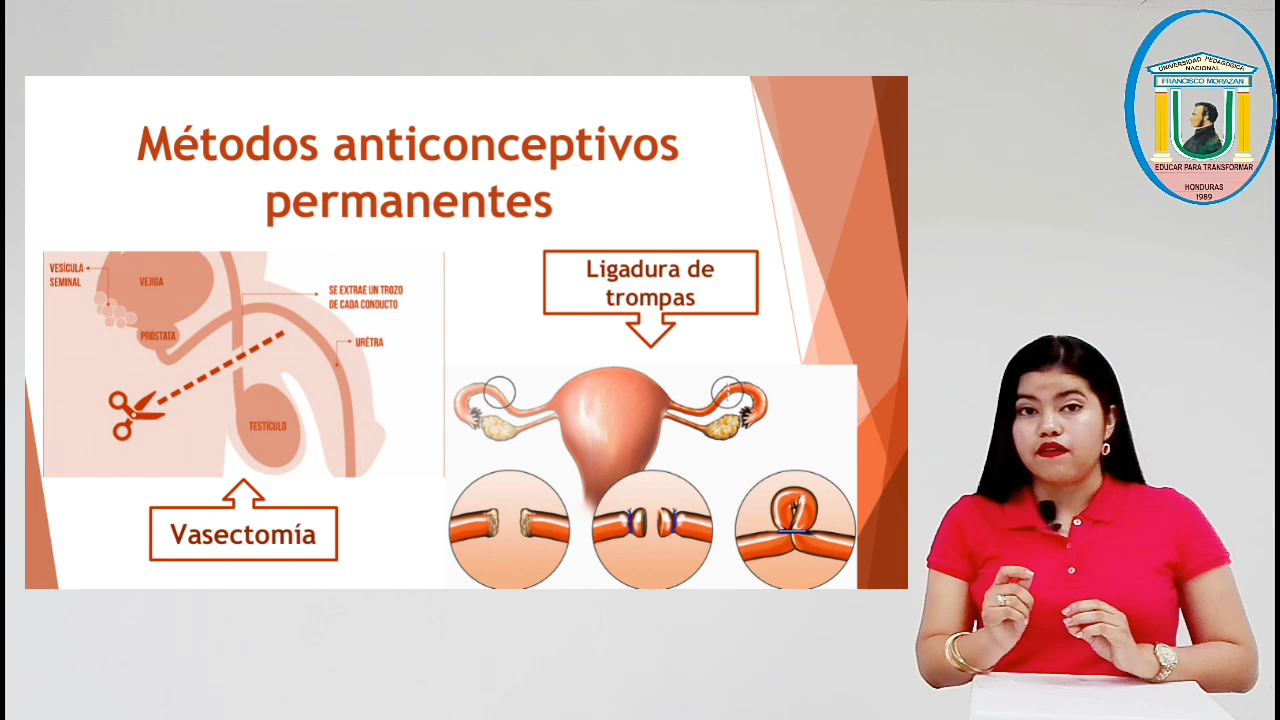 UNIVERSIDAD PEDAGÓGICA
NACIONAL
FRANCISCO MORAZAN
EDUCAR PARA TRANSFORMAR
HONDURAS
1989
Métodos anticonceptivos
permanentes
VESÍCULA
SEMINAL
VEJIGA
PRÓSTATA
SE EXTRAE UN TROZO
DE CADA CONDUCTO
URÉTRA
TESTÍCULO
Vasectomía
Ligadura de
trompas